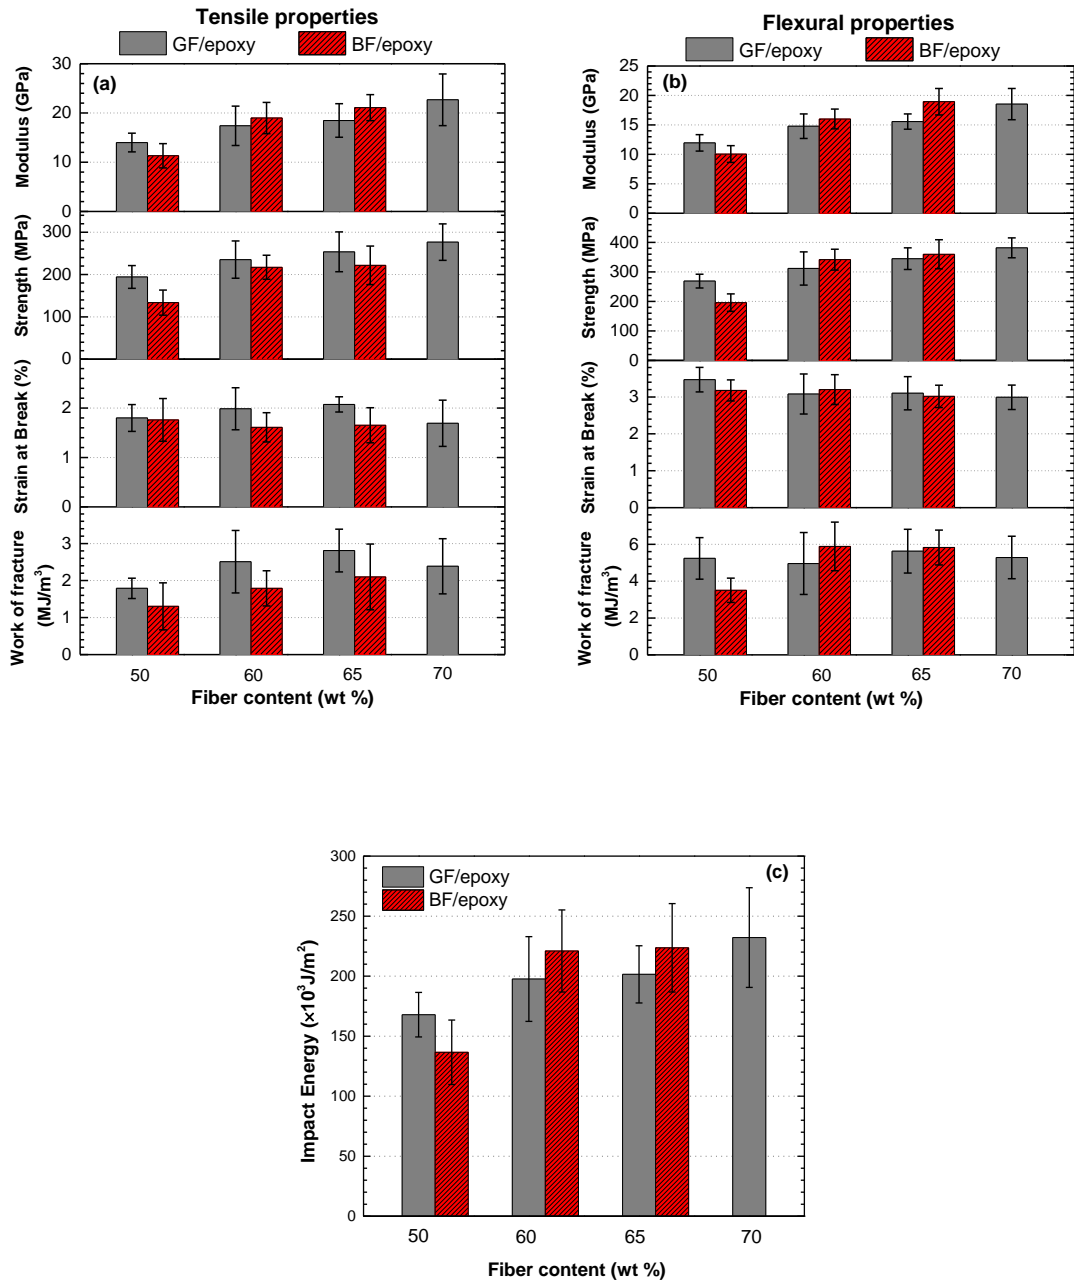 Tensile properties
GF/epoxy BF/epoxy
(a)
Modulus (GPa)
30
20
10
0
Strength (MPa)
300
200
100
0
Strain at Break (%)
2
1
0
Work of fracture
(MJ/m³)
3
2
1
0
50 60 65 70
Fiber content (wt %)
Flexural properties
GF/epoxy BF/epoxy
(b)
Modulus (GPa)
25
20
15
10
5
0
Strength (MPa)
400
300
200
100
0
Strain at Break (%)
3
2
1
0
Work of fracture
(MJ/m³)
6
4
2
0
50 60 65 70
Fiber content (wt %)
GF/epoxy
BF/epoxy
(c)
Impact Energy (×10³J/m²)
300
250
200
150
100
50
0
50 60 65 70
Fiber content (wt %)